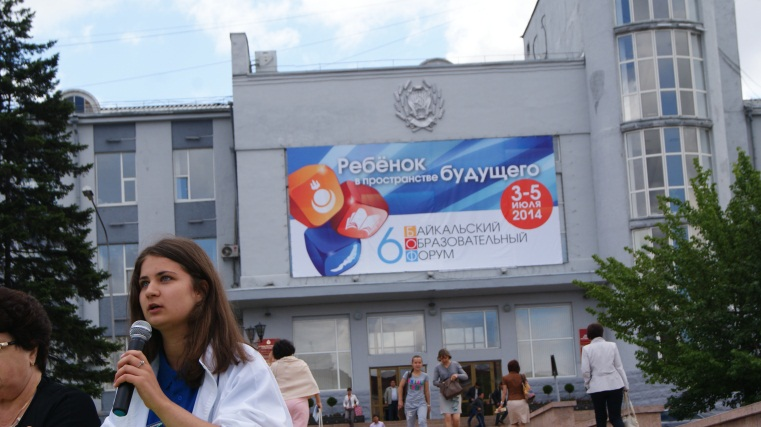 Ребёнок
в пространстве будущего
3-5
ИЮЛЯ
2014
6 БАЙКАЛЬСКИЙ
ОБРАЗОВАТЕЛЬНЫЙ
ФОРУМ